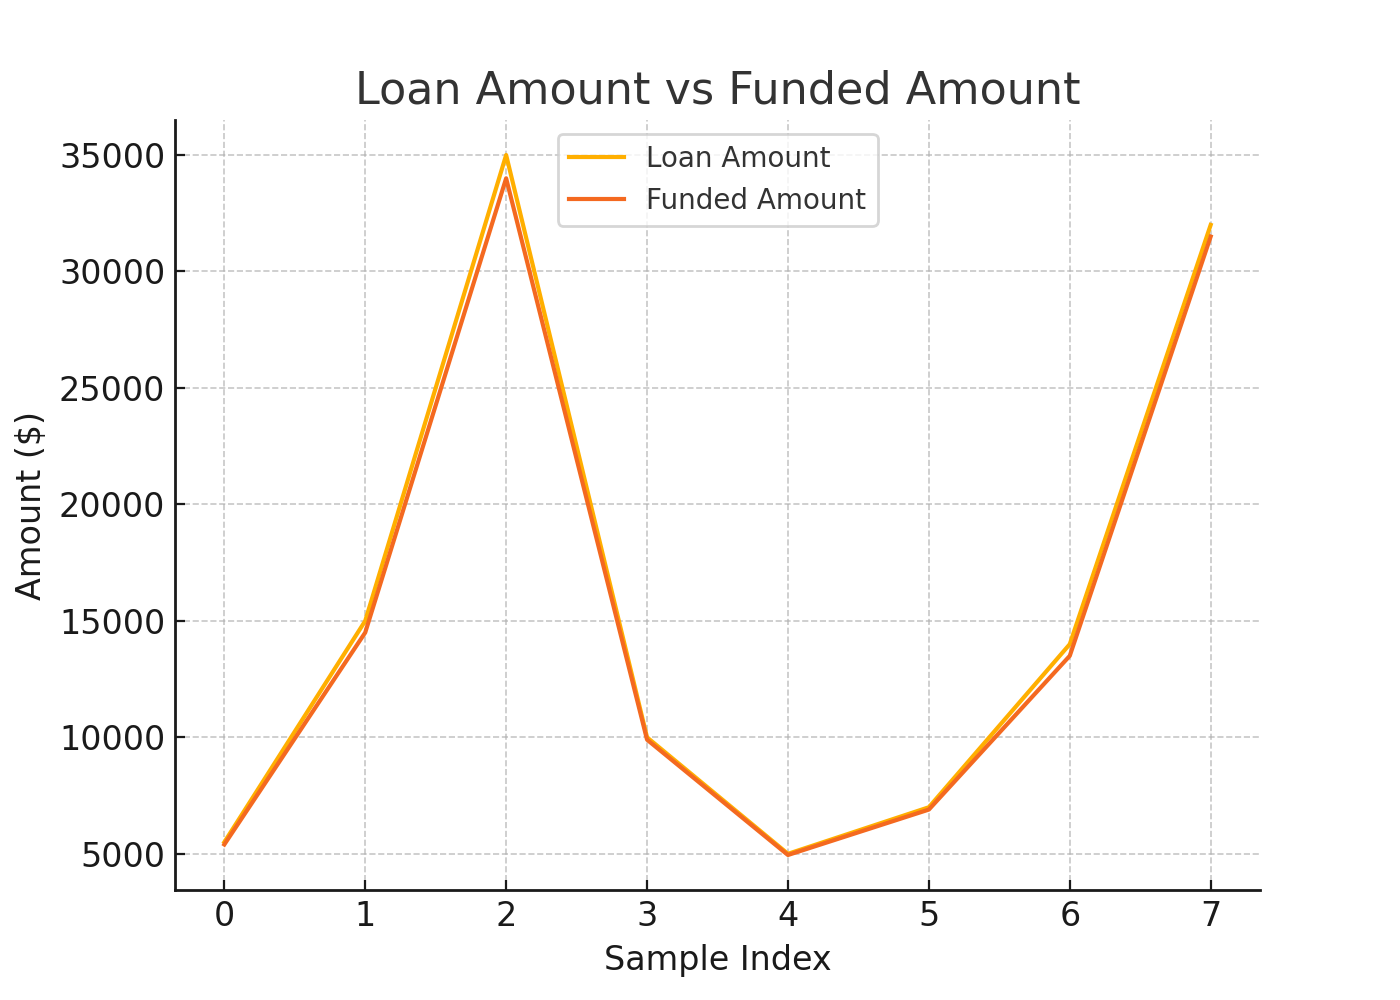 Loan Amount vs Funded Amount
Loan Amount
Funded Amount
35000
30000
25000
20000
15000
10000
5000
Amount ($)
0 1 2 3 4 5 6 7
Sample Index